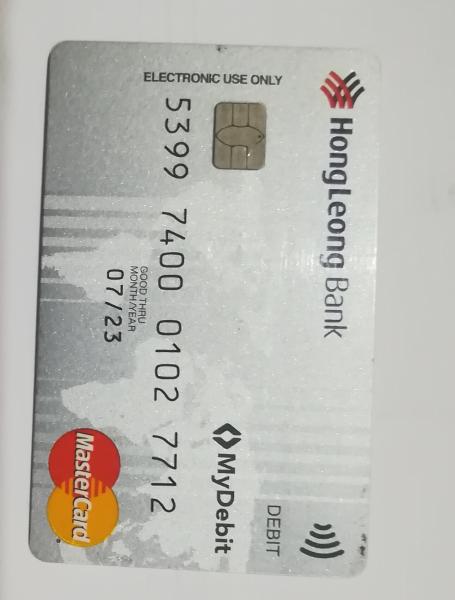 HongLeong Bank
ELECTRONIC USE ONLY
5399 7400 0102 7712
GOOD THRU
MONTH/YEAR
07/23
MyDebit
DEBIT
MasterCard